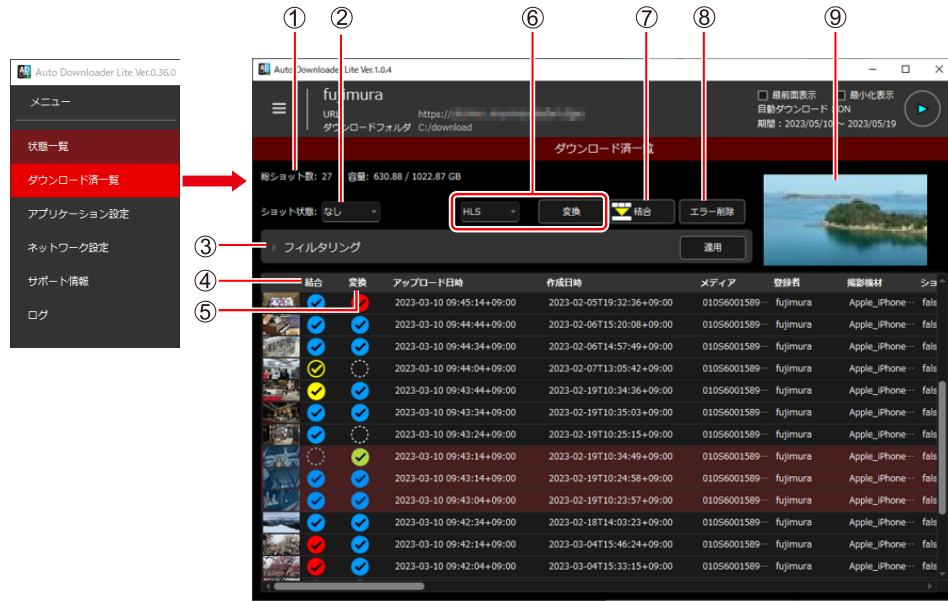 ① ② ⑥ ⑦ ⑧ ⑨
Auto Downloader Lite Ver.0.36.0
メニュー
状態一覧
ダウンロード済一覧
アプリケーション設定
ネットワーク設定
サポート情報
ログ
③
④
⑤
Auto Downloader Lite Ver.1.0.4
fujimura
URL https://
ダウンロードフォルダ C:/download
最前面表示 最小化表示
自動ダウンロード : ON
期間 : 2023/05/10 ～ 2023/05/19
ダウンロード済一覧
総ショット数: 27 容量: 630.88 / 1022.87 GB
ショット状態: なし HLS 変換 結合 エラー削除
フィルタリング 適用
結合 変換 アップロード日時 作成日時 メディア 登録者 撮影機材 ショ
2023-03-10 09:45:14+09:00 2023-02-05T19:32:36+09:00 010S6001589… fujimura Apple_iPhone… fals
2023-03-10 09:44:44+09:00 2023-02-06T15:20:08+09:00 010S6001589… fujimura Apple_iPhone… fals
2023-03-10 09:44:34+09:00 2023-02-06T14:57:49+09:00 010S6001589… fujimura Apple_iPhone… fals
2023-03-10 09:44:04+09:00 2023-02-07T13:05:42+09:00 010S6001589… fujimura Apple_iPhone… fals
2023-03-10 09:43:44+09:00 2023-02-19T10:34:36+09:00 010S6001589… fujimura Apple_iPhone… fals
2023-03-10 09:43:34+09:00 2023-02-19T10:35:03+09:00 010S6001589… fujimura Apple_iPhone… fals
2023-03-10 09:43:24+09:00 2023-02-19T10:25:15+09:00 010S6001589… fujimura Apple_iPhone… fals
2023-03-10 09:43:14+09:00 2023-02-19T10:34:49+09:00 010S6001589… fujimura Apple_iPhone… fals
2023-03-10 09:43:14+09:00 2023-02-19T10:24:58+09:00 010S6001589… fujimura Apple_iPhone… fals
2023-03-10 09:43:04+09:00 2023-02-19T10:23:57+09:00 010S6001589… fujimura Apple_iPhone… fals
2023-03-10 09:42:34+09:00 2023-02-18T14:03:23+09:00 010S6001589… fujimura Apple_iPhone… fals
2023-03-10 09:42:14+09:00 2023-03-04T15:46:24+09:00 010S6001589… fujimura Apple_iPhone… fals
2023-03-10 09:42:04+09:00 2023-03-04T15:33:15+09:00 010S6001589… fujimura Apple_iPhone… fals